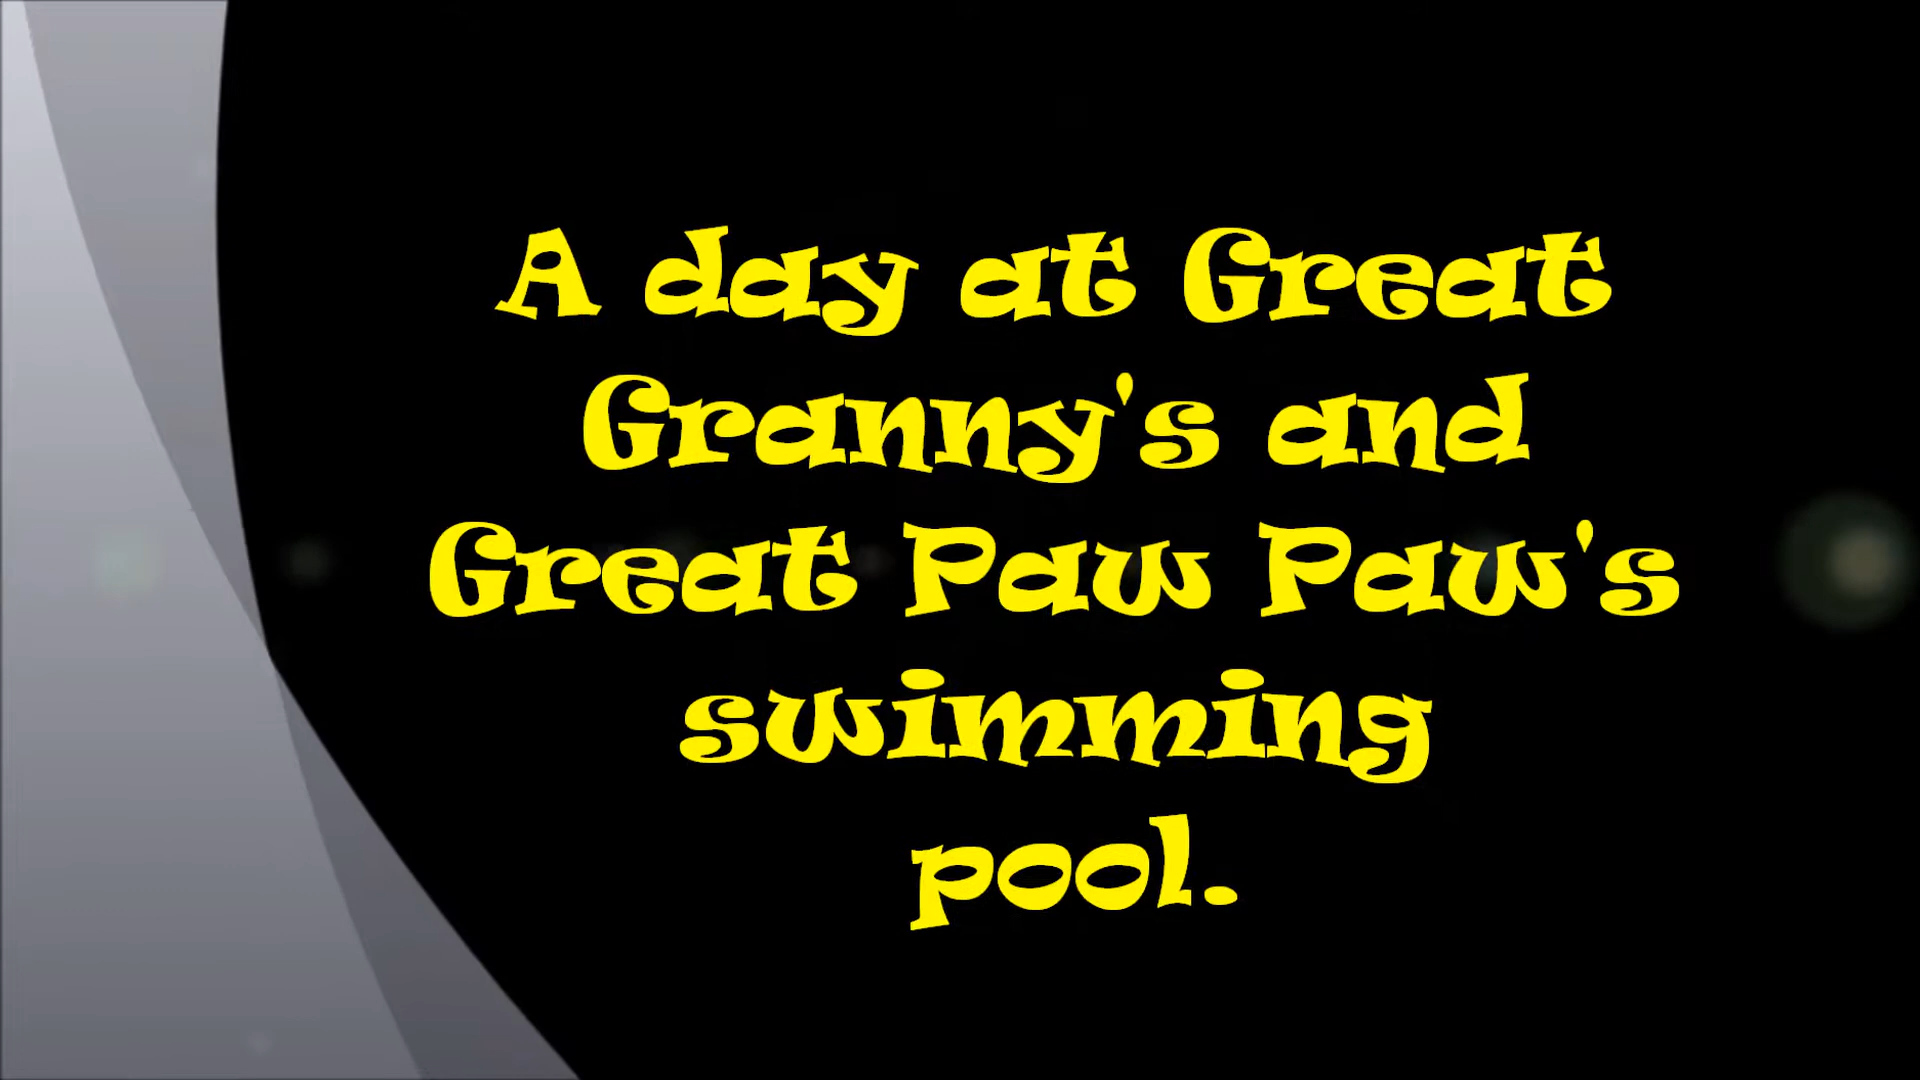 A day at Great
Granny's and
Great Paw Paw's
swimming
pool.